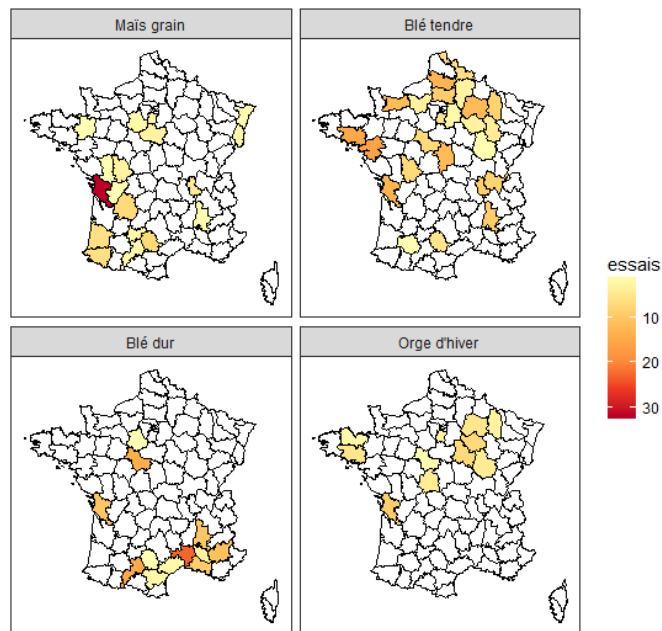 Maïs grain
Blé tendre
essais
10
20
30
Blé dur
Orge d'hiver